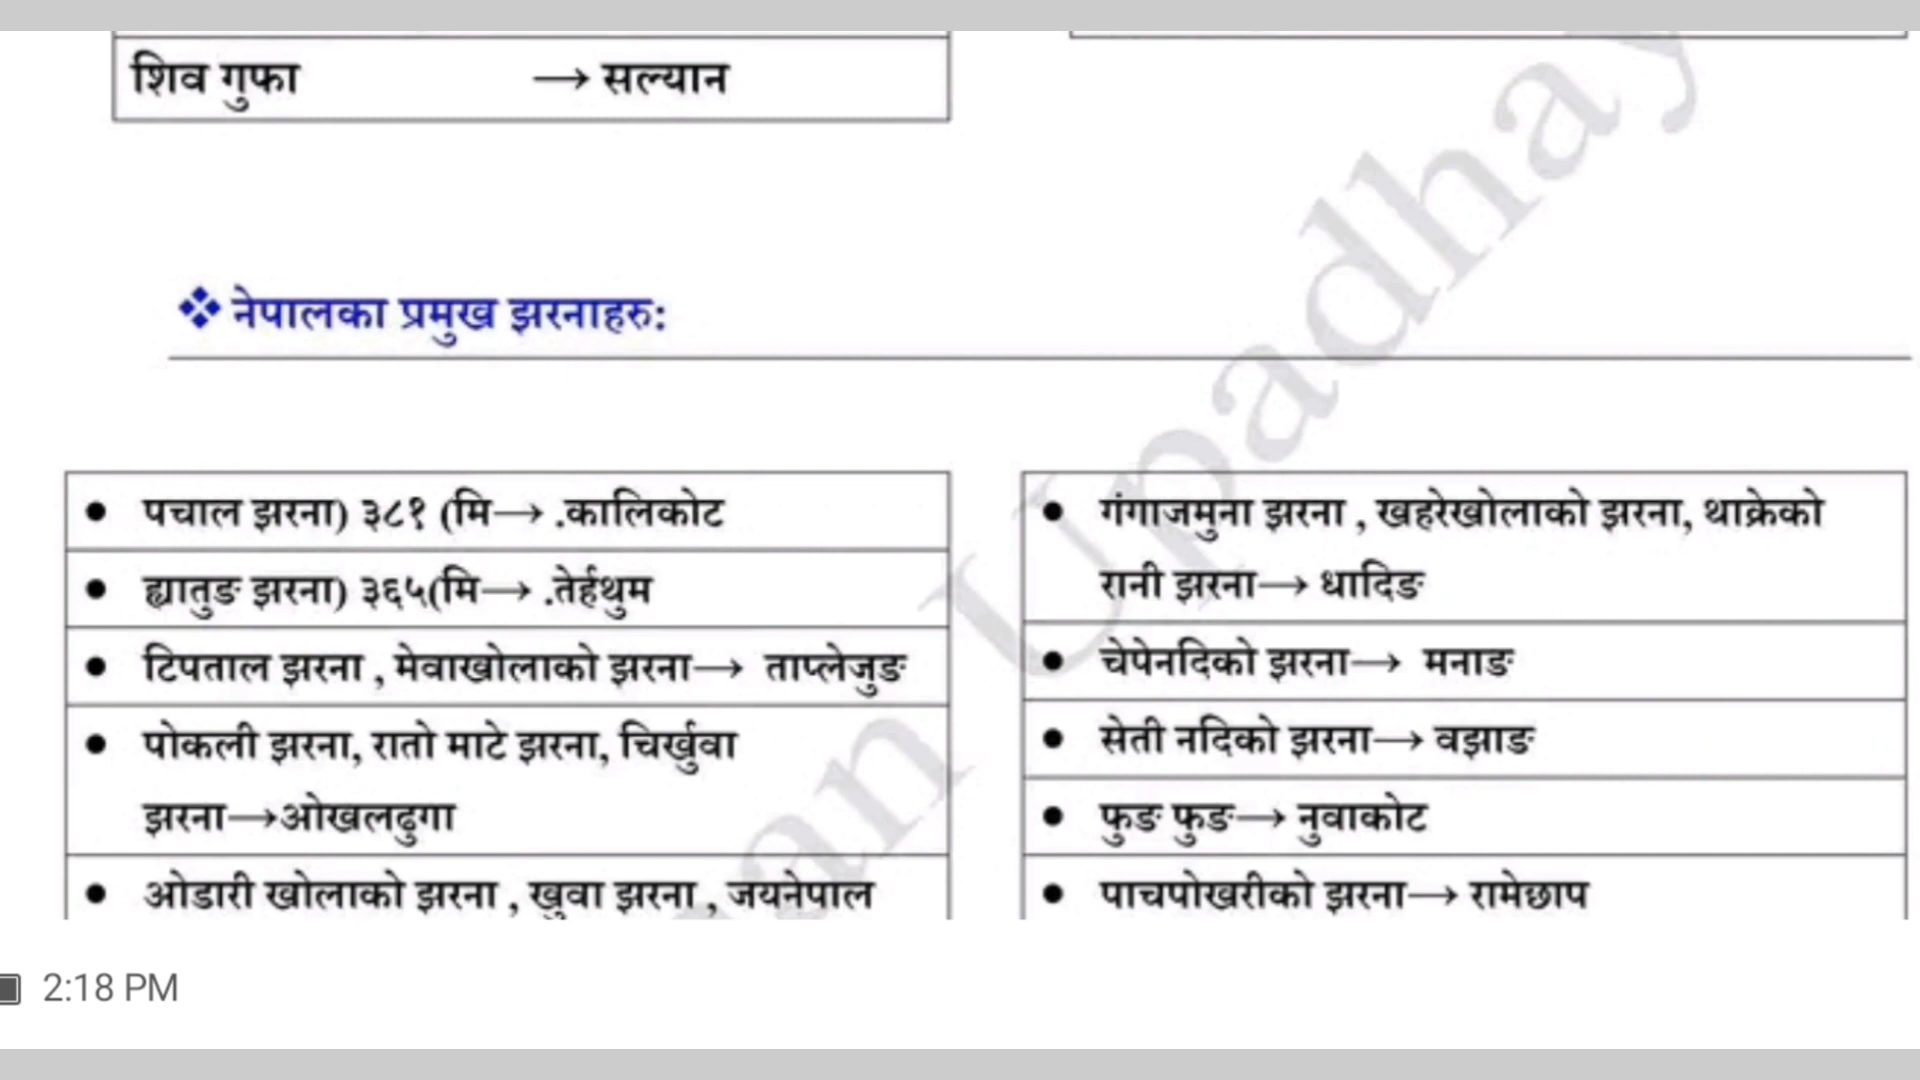 शिव गुफा → सल्यान
❖ नेपालका प्रमुख झरनाहरु:
• पचाल झरना) ३८१ (मि→ .कालिकोट
• ह्यातुङ झरना) ३६५(मि→ .तेर्हथुम
• टिपताल झरना , मेवाखोलाको झरना→ ताप्लेजुङ
• पोकली झरना, रातो माटे झरना, चिर्खुवा
झरना→ओखलढुगा
• ओडारी खोलाको झरना , खुवा झरना , जयनेपाल
• गंगाजमुना झरना , खहरेखोलाको झरना, थाक्रेको
रानी झरना→ धादिङ
• चेपेनदिको झरना→ मनाङ
• सेती नदिको झरना→ वझाङ
• फुङ फुङ→ नुवाकोट
• पाचपोखरीको झरना→ रामेछाप
an Upadhay
2:18 PM